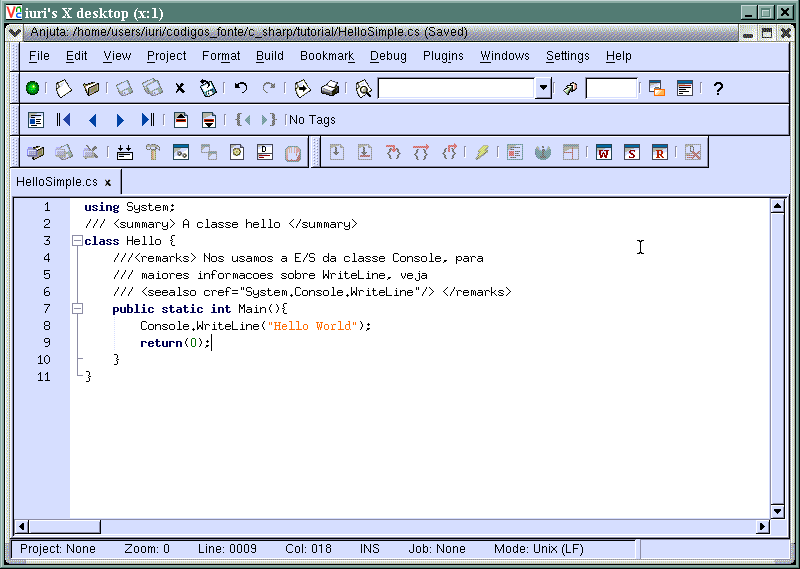 iuri's X desktop (x:1)
Anjuta: /home/users/iuri/codigos_fonte/c_sharp/tutorial/HelloSimple.cs (Saved)
File Edit View Project Format Build Bookmark Debug Plugins Windows Settings Help
No Tags
HelloSimple.cs x
1 using System;
2 /// <summary> A classe hello </summary>
3 class Hello {
4 ///<remarks> Nos usamos a E/S da classe Console, para
5 /// maiores informacoes sobre WriteLine, veja
6 /// <seealso cref="System.Console.WriteLine"/> </remarks>
7 public static int Main(){
8 Console.WriteLine("Hello World");
9 return(0);
10 }
11 }
Project: None Zoom: 0 Line: 0009 Col: 018 INS Job: None Mode: Unix (LF)